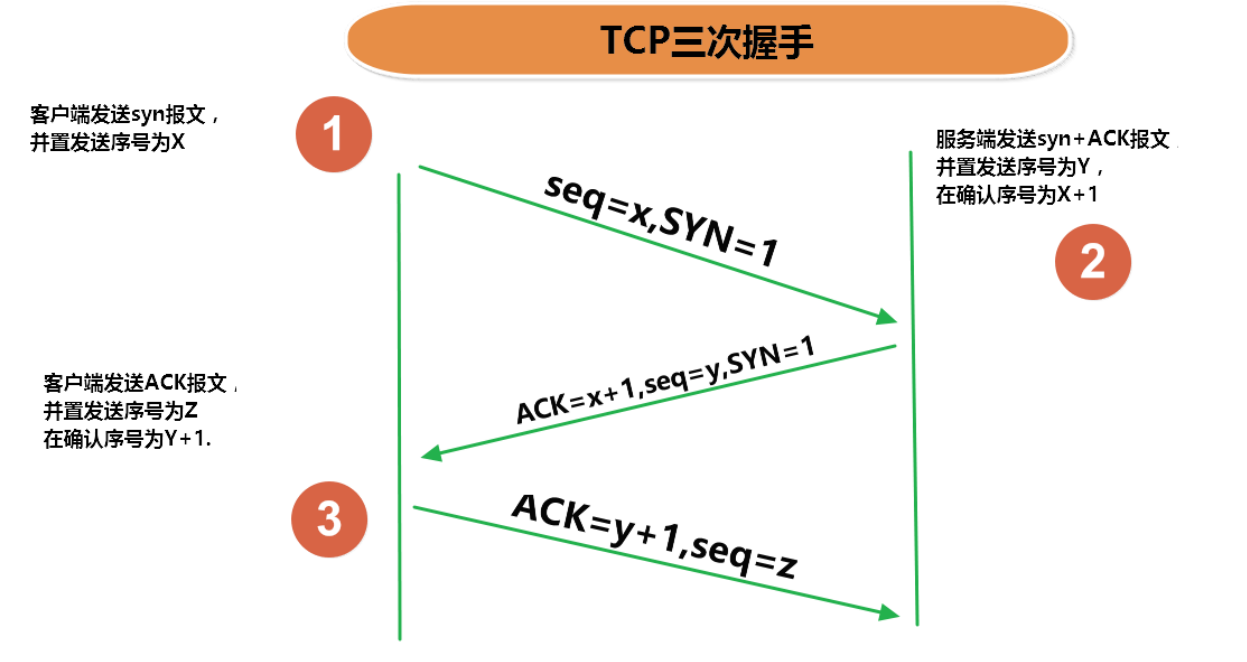 TCP三次握手
客户端发送syn报文，
并置发送序号为X
1
服务端发送syn+ACK报文
并置发送序号为Y，
在确认序号为X+1
2
seq=x,SYN=1
ACK=x+1,seq=y,SYN=1
客户端发送ACK报文，
并置发送序号为Z
在确认序号为Y+1.
3
ACK=y+1,seq=z